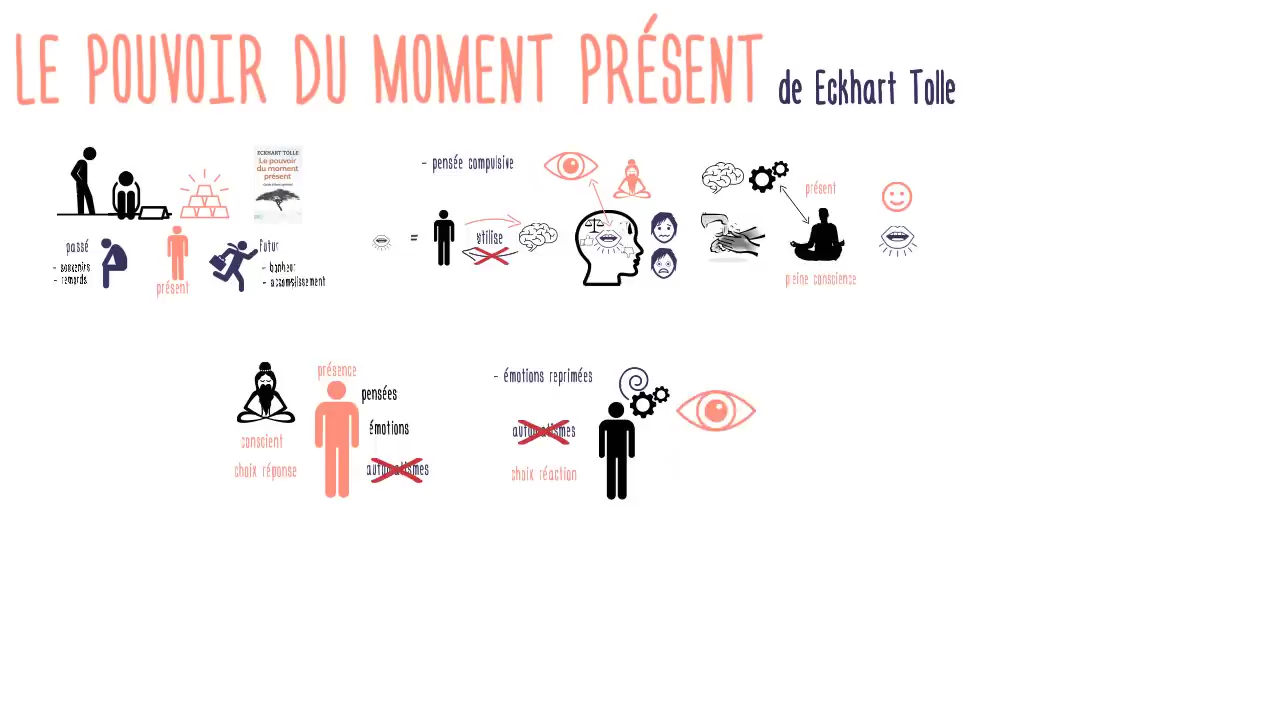 LE POUVOIR DU MOMENT PRÉSENT de Eckhart Tolle
ECKHART TOLLE
Le pouvoir
du moment
présent
passé
- souvenirs
- remords
présent
futur
- bonheur
- accomplissement
- pensée compulsive
=
utilise
présent
pleine conscience
présence
pensées
émotions
automatismes
conscient
choix réponse
- émotions reprimées
automatismes
choix réaction